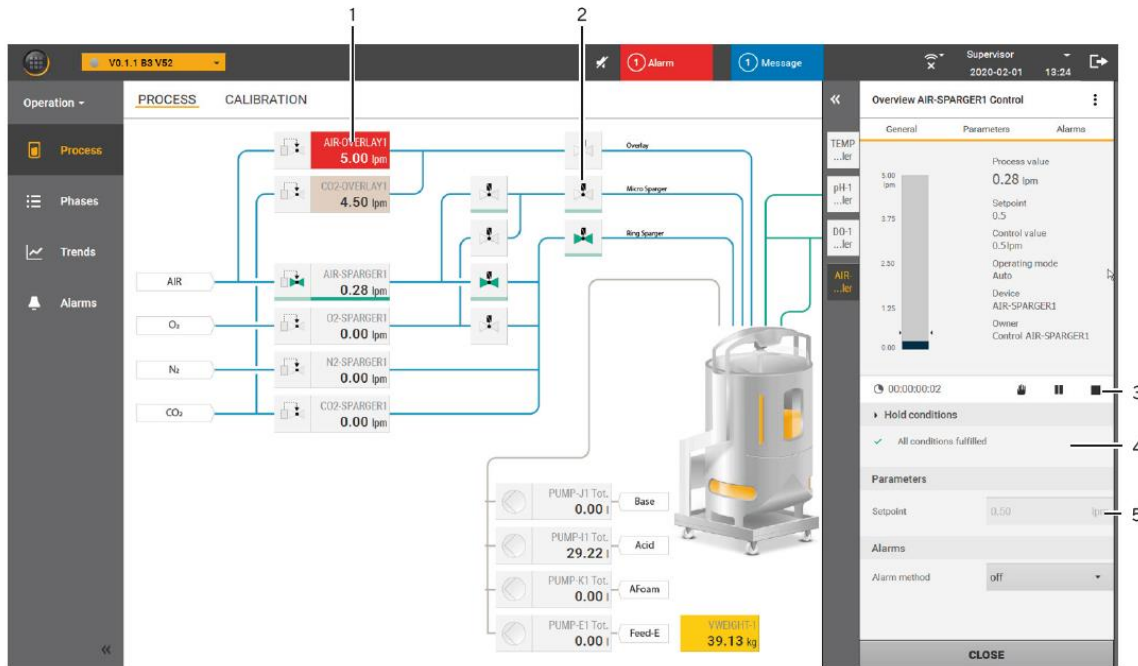 1
2
V0.1.1 B3 V52
1 Alarm
1 Message
Supervisor
2020-02-01 13:24
Operation
PROCESS CALIBRATION
Process
Phases
Trends
Alarms
AIR-OVERLAY1
5.00 lpm
CO2-OVERLAY1
4.50 lpm
Overlay
Micro Sparger
Ring Sparger
AIR
O₂
N₂
CO₂
AIR-SPARGER1
0.28 lpm
O2-SPARGER1
0.00 lpm
N2-SPARGER1
0.00 lpm
CO2-SPARGER1
0.00 lpm
PUMP-J1 Tot.
0.00 l
Base
PUMP-I1 Tot.
29.22 l
Acid
PUMP-K1 Tot.
0.00 l
AFoam
PUMP-E1 Tot.
0.00 l
Feed-E
VWEIGHT-1
39.13 kg
TEMP
...ler
pH-1
...ler
DO-1
...ler
AIR-
...ler
Overview AIR-SPARGER1 Control
General Parameters Alarms
5.00
lpm
3.75
2.50
1.25
0.00
Process value
0.28 lpm
Setpoint
0.5
Control value
0.5lpm
Operating mode
Auto
Device
AIR-SPARGER1
Owner
Control AIR-SPARGER1
00:00:00:02
3
Hold conditions
All conditions fulfilled
4
Parameters
Setpoint 0.50 lpm
5
Alarms
Alarm method off
CLOSE